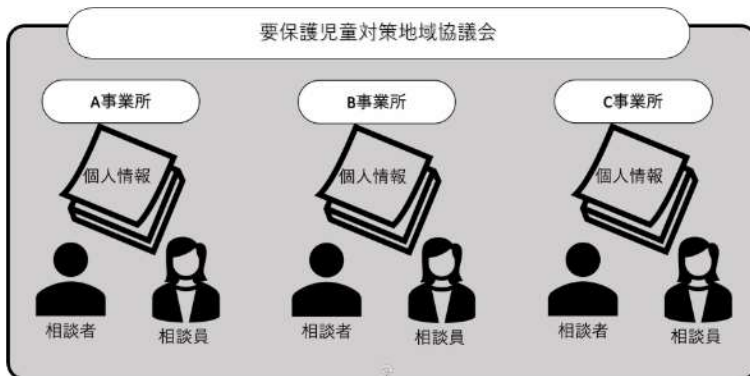 要保護児童対策地域協議会
A事業所
B事業所
C事業所
個人情報
個人情報
個人情報
相談者
相談員
相談者
相談員
相談者
相談員